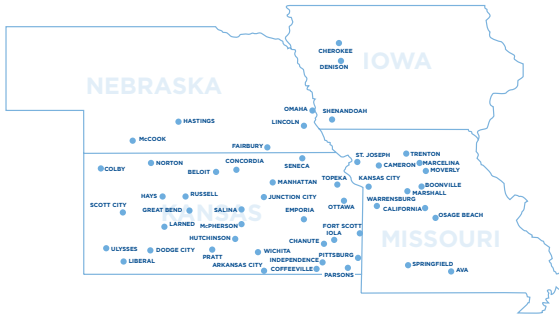 CHEROKEE
DENISON
IOWA
NEBRASKA
OMAHA
SHENANDOAH
HASTINGS
LINCOLN
McCOOK
FAIRBURY
ST. JOSEPH
TRENTON
COLBY
NORTON
BELOIT
CONCORDIA
SENECA
CAMERON
MARCELINA
MOVERLY
MANHATTAN
TOPEKA
KANSAS CITY
BOONVILLE
MARSHALL
HAYS
RUSSELL
JUNCTION CITY
WARRENSBURG
SCOTT CITY
GREAT BEND
KANSAS
SALINA
EMPORIA
OTTAWA
CALIFORNIA
OSAGE BEACH
LARNED
McPHERSON
FORT SCOTT
IOLA
HUTCHINSON
CHANUTE
MISSOURI
ULYSSES
DODGE CITY
PRATT
WICHITA
PITTSBURG
LIBERAL
ARKANSAS CITY
INDEPENDENCE
COFFEEVILLE
PARSONS
SPRINGFIELD
AVA